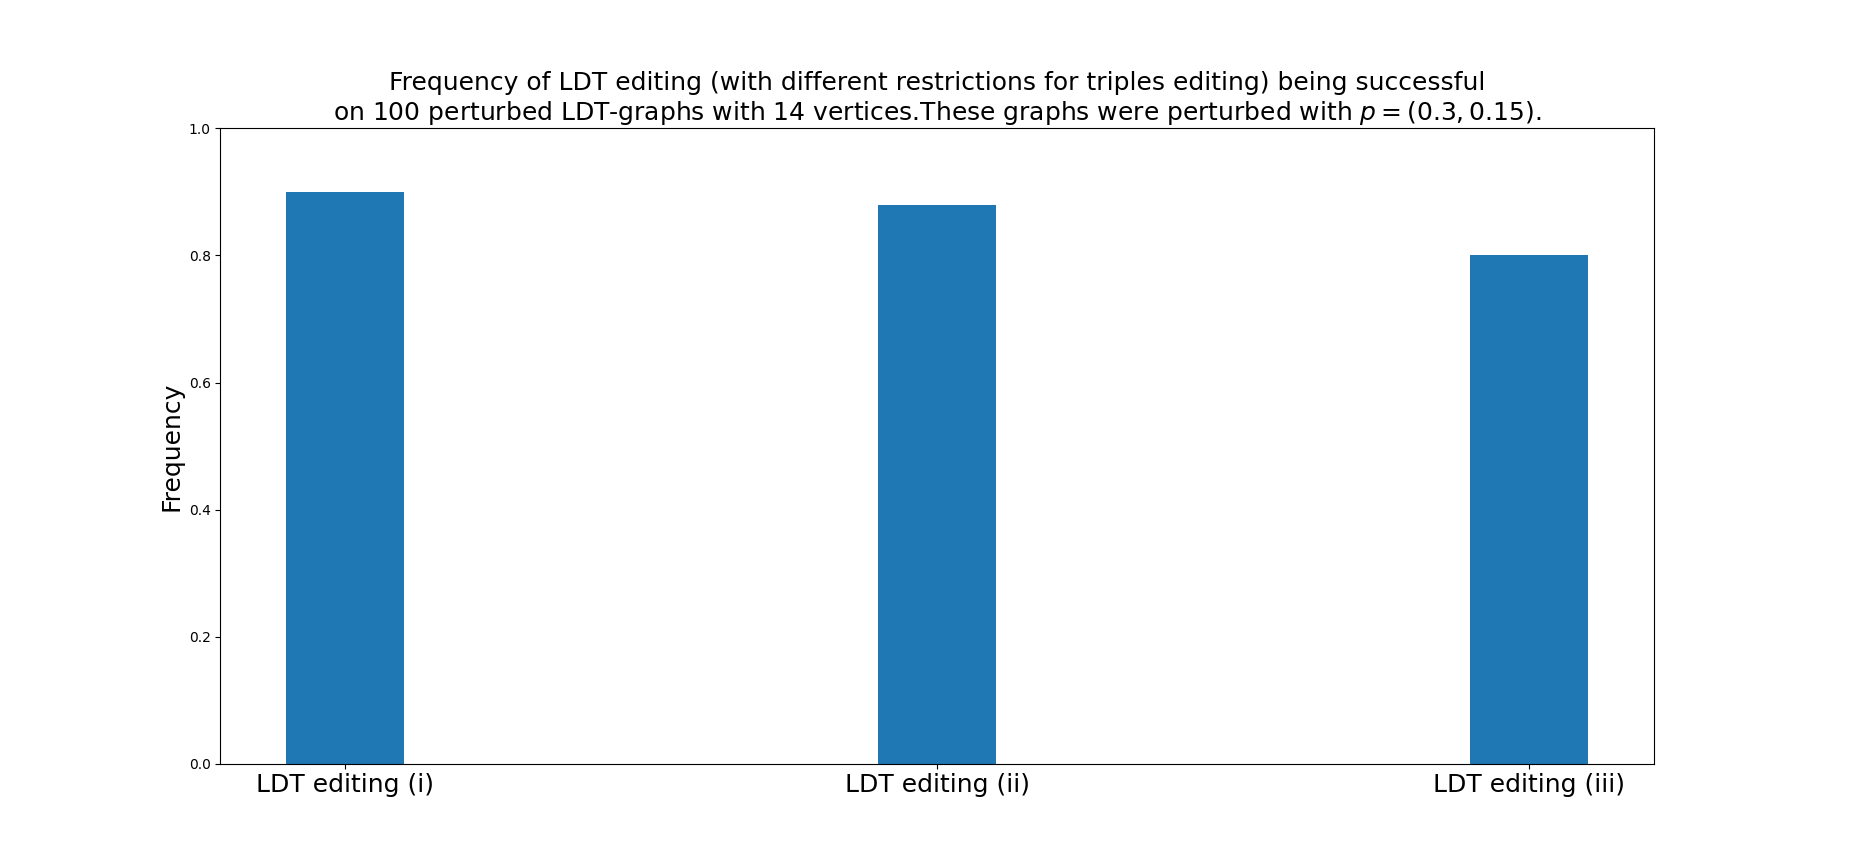 Frequency of LDT editing (with different restrictions for triples editing) being successful
on 100 perturbed LDT-graphs with 14 vertices.These graphs were perturbed with p = (0.3, 0.15).
1.0
0.8
0.6
0.4
0.2
0.0
Frequency
LDT editing (i)
LDT editing (ii)
LDT editing (iii)